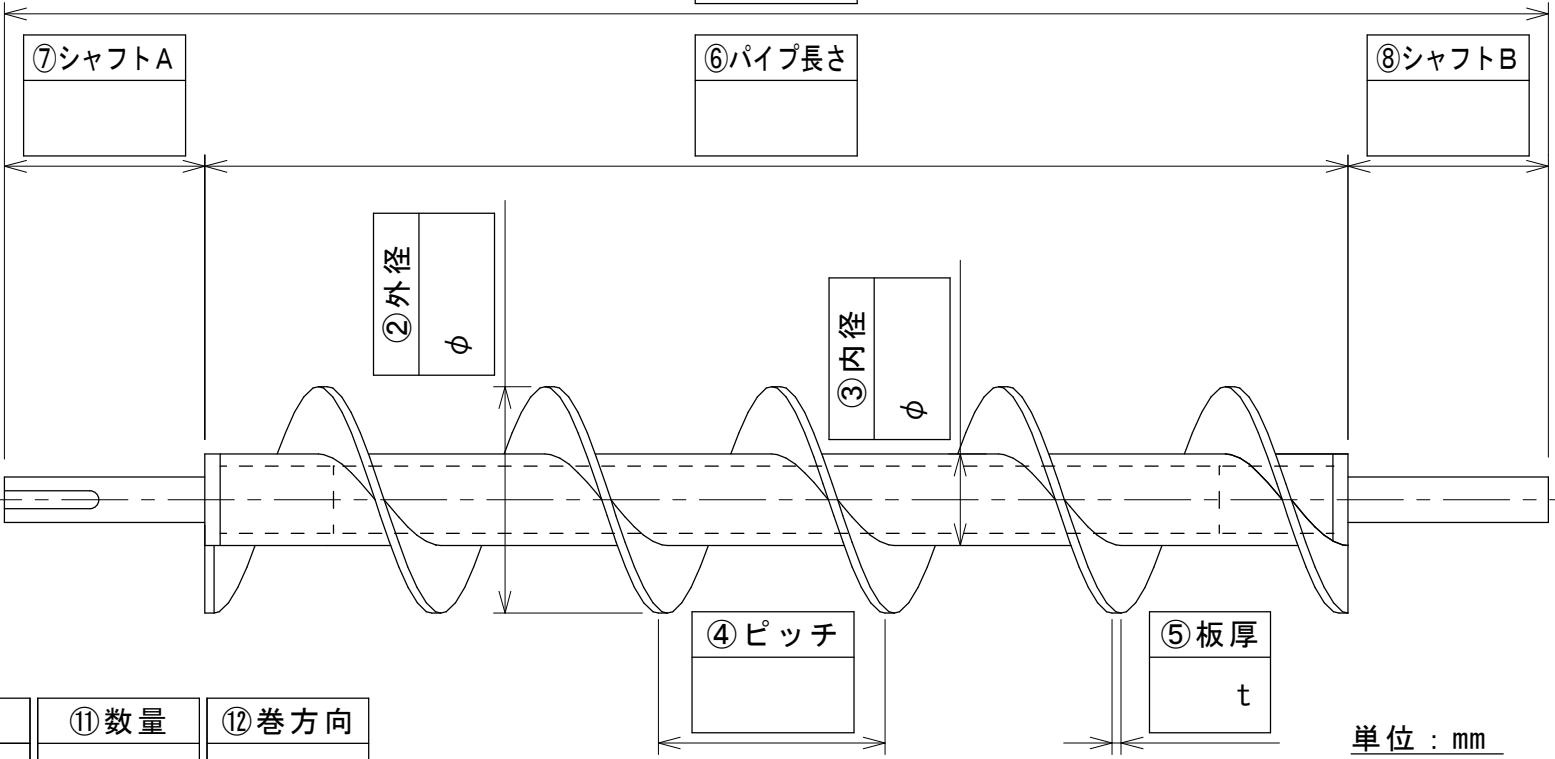 ⑦シャフトA
⑥パイプ長さ
⑧シャフトB
②外径
φ
③内径
φ
④ピッチ
⑤板厚
t
⑪数量
⑫巻方向
単位：mm